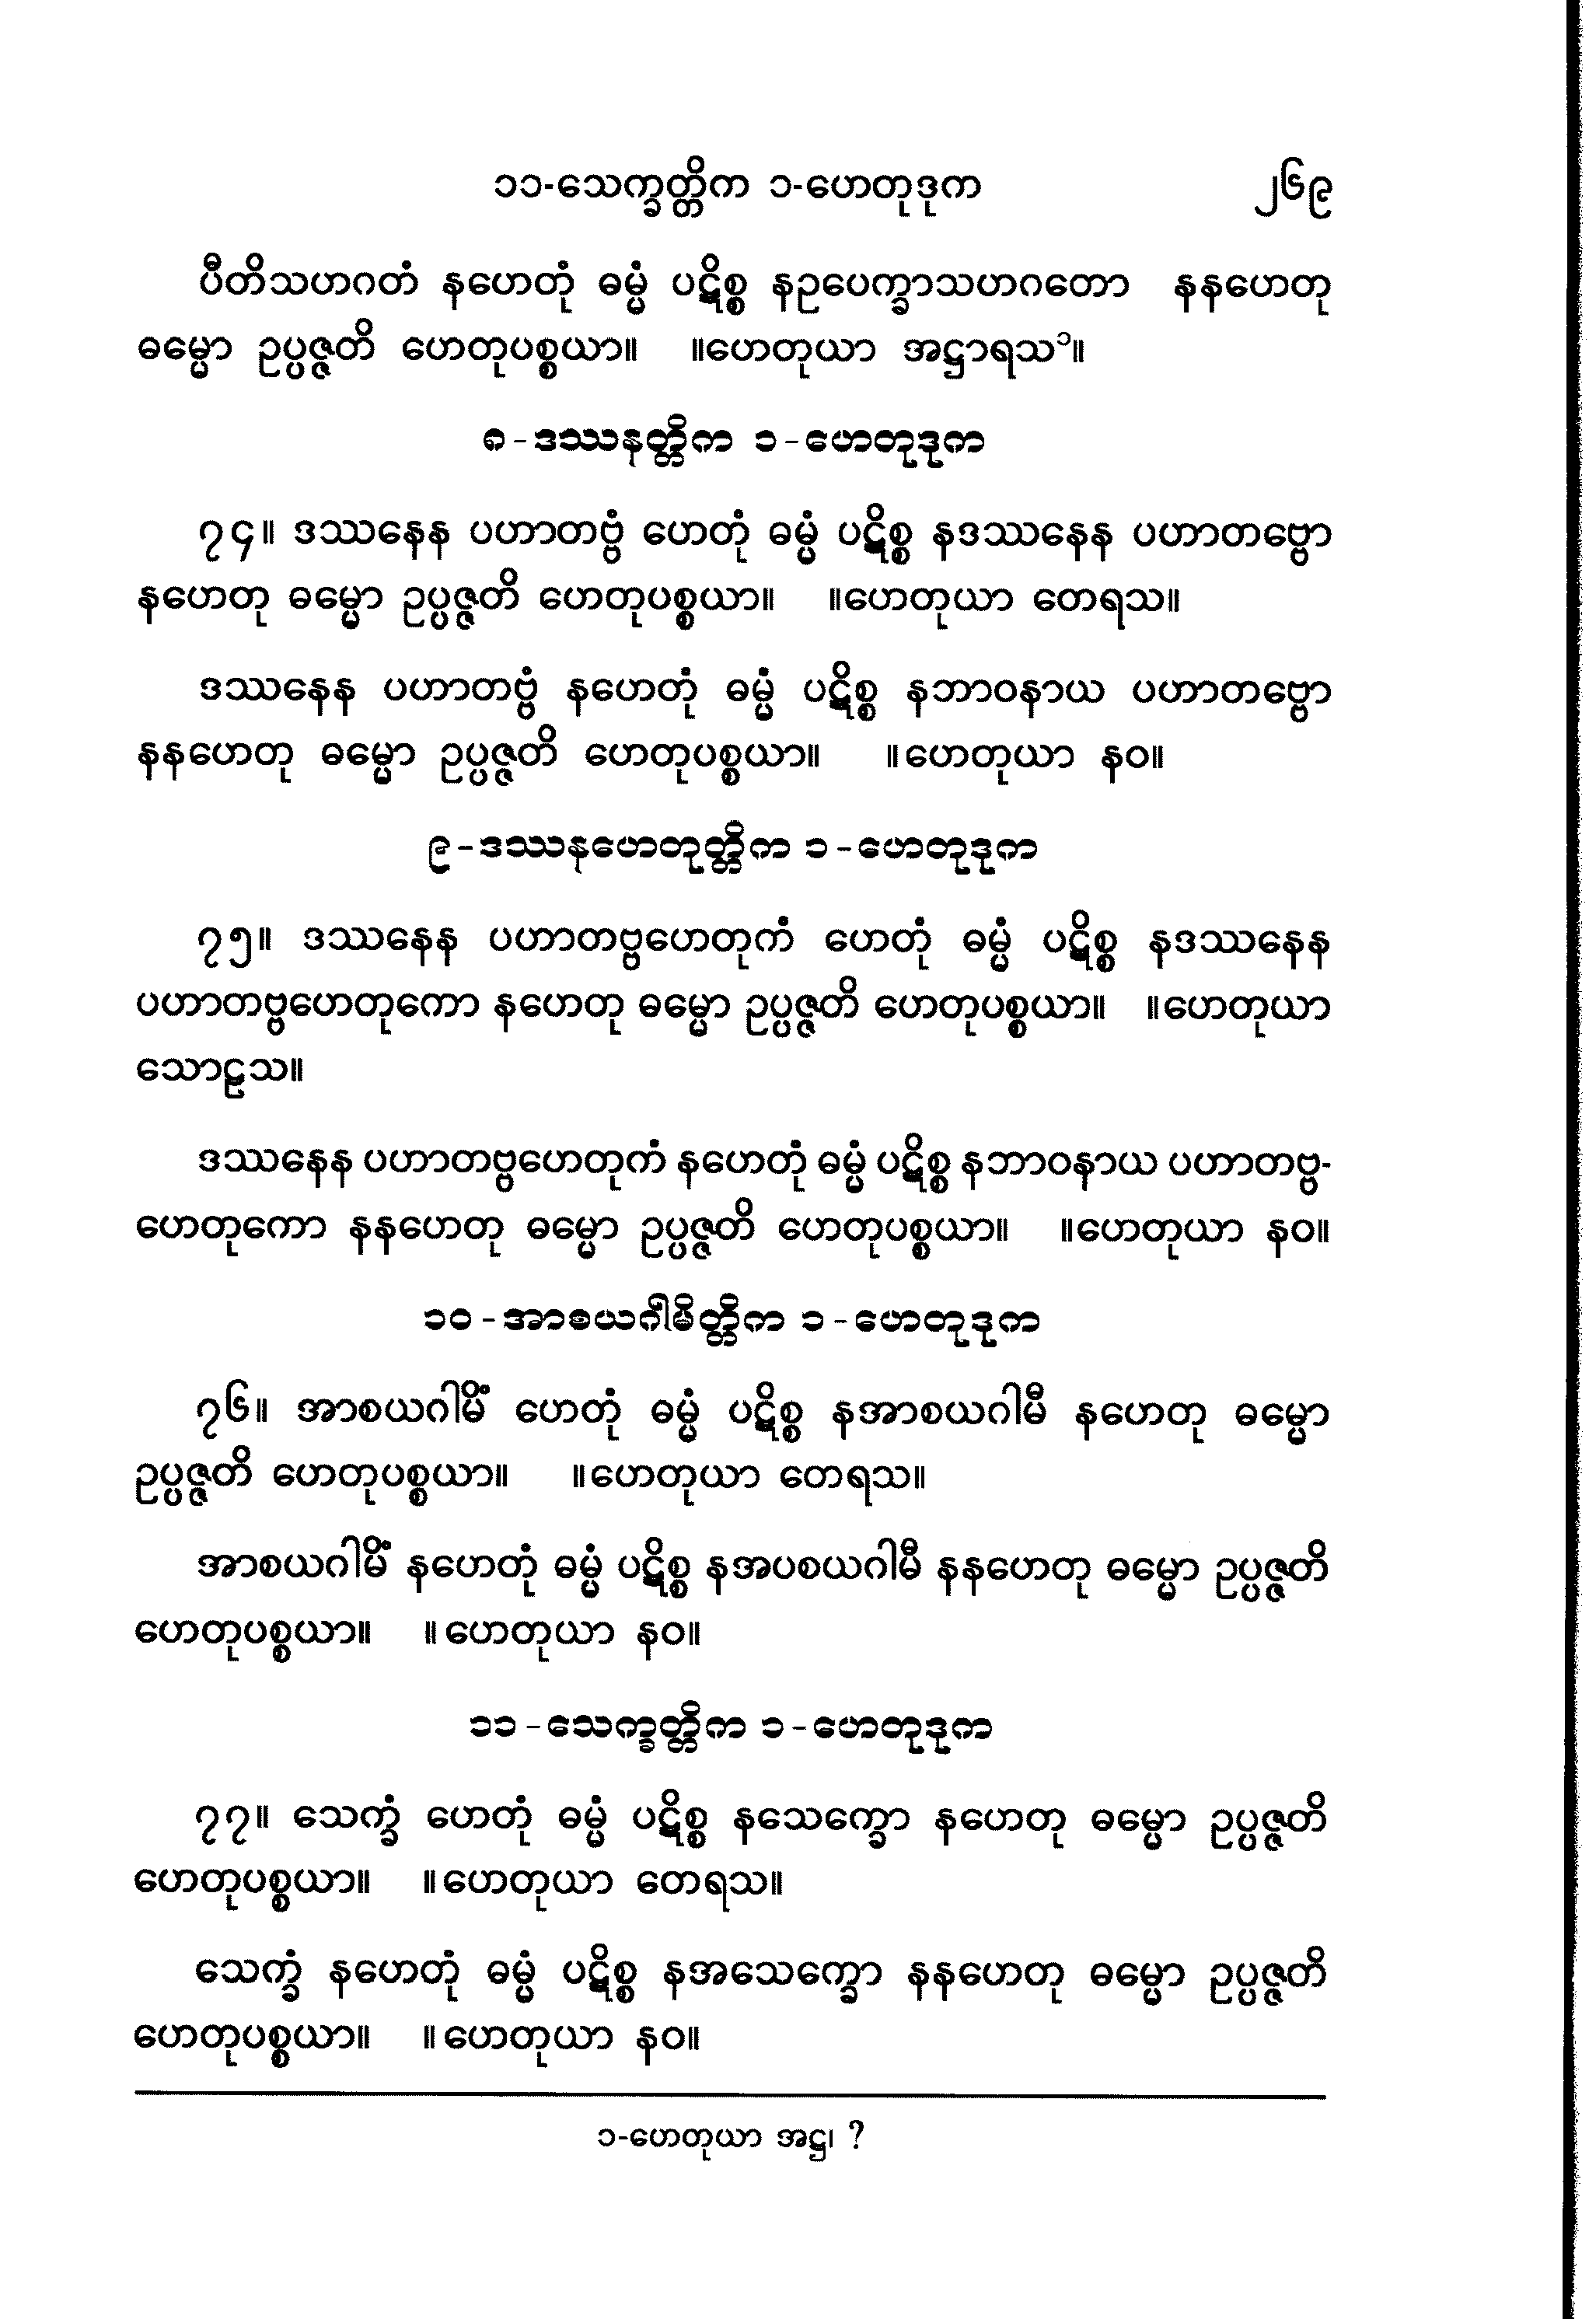 ၁၁-သေက္ခတ္တိက ၁-ဟေတုဒုက ၂၆၉
ပီတိသဟဂတံ နဟေတုံ ဓမ္မံ ပဋိစ္စ နဥပေက္ခာသဟဂတော နနဟေတု
ဓမ္မော ဥပ္ပဇ္ဇတိ ဟေတုပစ္စယာ။ ။ဟေတုယာ အဋ္ဌာရသ၁။
၈-ဒဿနတ္တိက ၁-ဟေတုဒုက
၇၄။ ဒဿနေန ပဟာတဗ္ဗံ ဟေတုံ ဓမ္မံ ပဋိစ္စ နဒဿနေန ပဟာတဗ္ဗော
နဟေတု ဓမ္မော ဥပ္ပဇ္ဇတိ ဟေတုပစ္စယာ။ ။ဟေတုယာ တေရသ။
ဒဿနေန ပဟာတဗ္ဗံ နဟေတုံ ဓမ္မံ ပဋိစ္စ နဘာဝနာယ ပဟာတဗ္ဗော
နနဟေတု ဓမ္မော ဥပ္ပဇ္ဇတိ ဟေတုပစ္စယာ။ ။ဟေတုယာ နဝ။
၉-ဒဿနဟေတုတ္တိက ၁-ဟေတုဒုက
၇၅။ ဒဿနေန ပဟာတဗ္ဗဟေတုကံ ဟေတုံ ဓမ္မံ ပဋိစ္စ နဒဿနေန
ပဟာတဗ္ဗဟေတုကော နဟေတု ဓမ္မော ဥပ္ပဇ္ဇတိ ဟေတုပစ္စယာ။ ။ဟေတုယာ
သောဠသ။
ဒဿနေန ပဟာတဗ္ဗဟေတုကံ နဟေတုံ ဓမ္မံ ပဋိစ္စ နဘာဝနာယ ပဟာတဗ္ဗ-
ဟေတုကော နနဟေတု ဓမ္မော ဥပ္ပဇ္ဇတိ ဟေတုပစ္စယာ။ ။ဟေတုယာ နဝ။
၁၀-အာစယဂါမိတ္တိက ၁-ဟေတုဒုက
၇၆။ အာစယဂါမိံ ဟေတုံ ဓမ္မံ ပဋိစ္စ နအာစယဂါမီ နဟေတု ဓမ္မော
ဥပ္ပဇ္ဇတိ ဟေတုပစ္စယာ။ ။ဟေတုယာ တေရသ။
အာစယဂါမိံ နဟေတုံ ဓမ္မံ ပဋိစ္စ နအပစယဂါမီ နနဟေတု ဓမ္မော ဥပ္ပဇ္ဇတိ
ဟေတုပစ္စယာ။ ။ဟေတုယာ နဝ။
၁၁-သေက္ခတ္တိက ၁-ဟေတုဒုက
၇၇။ သေက္ခံ ဟေတုံ ဓမ္မံ ပဋိစ္စ နသေက္ခော နဟေတု ဓမ္မော ဥပ္ပဇ္ဇတိ
ဟေတုပစ္စယာ။ ။ဟေတုယာ တေရသ။
သေက္ခံ နဟေတုံ ဓမ္မံ ပဋိစ္စ နအသေက္ခော နနဟေတု ဓမ္မော ဥပ္ပဇ္ဇတိ
ဟေတုပစ္စယာ။ ။ဟေတုယာ နဝ။
၁-ဟေတုယာ အဋ္ဌ၊ ?